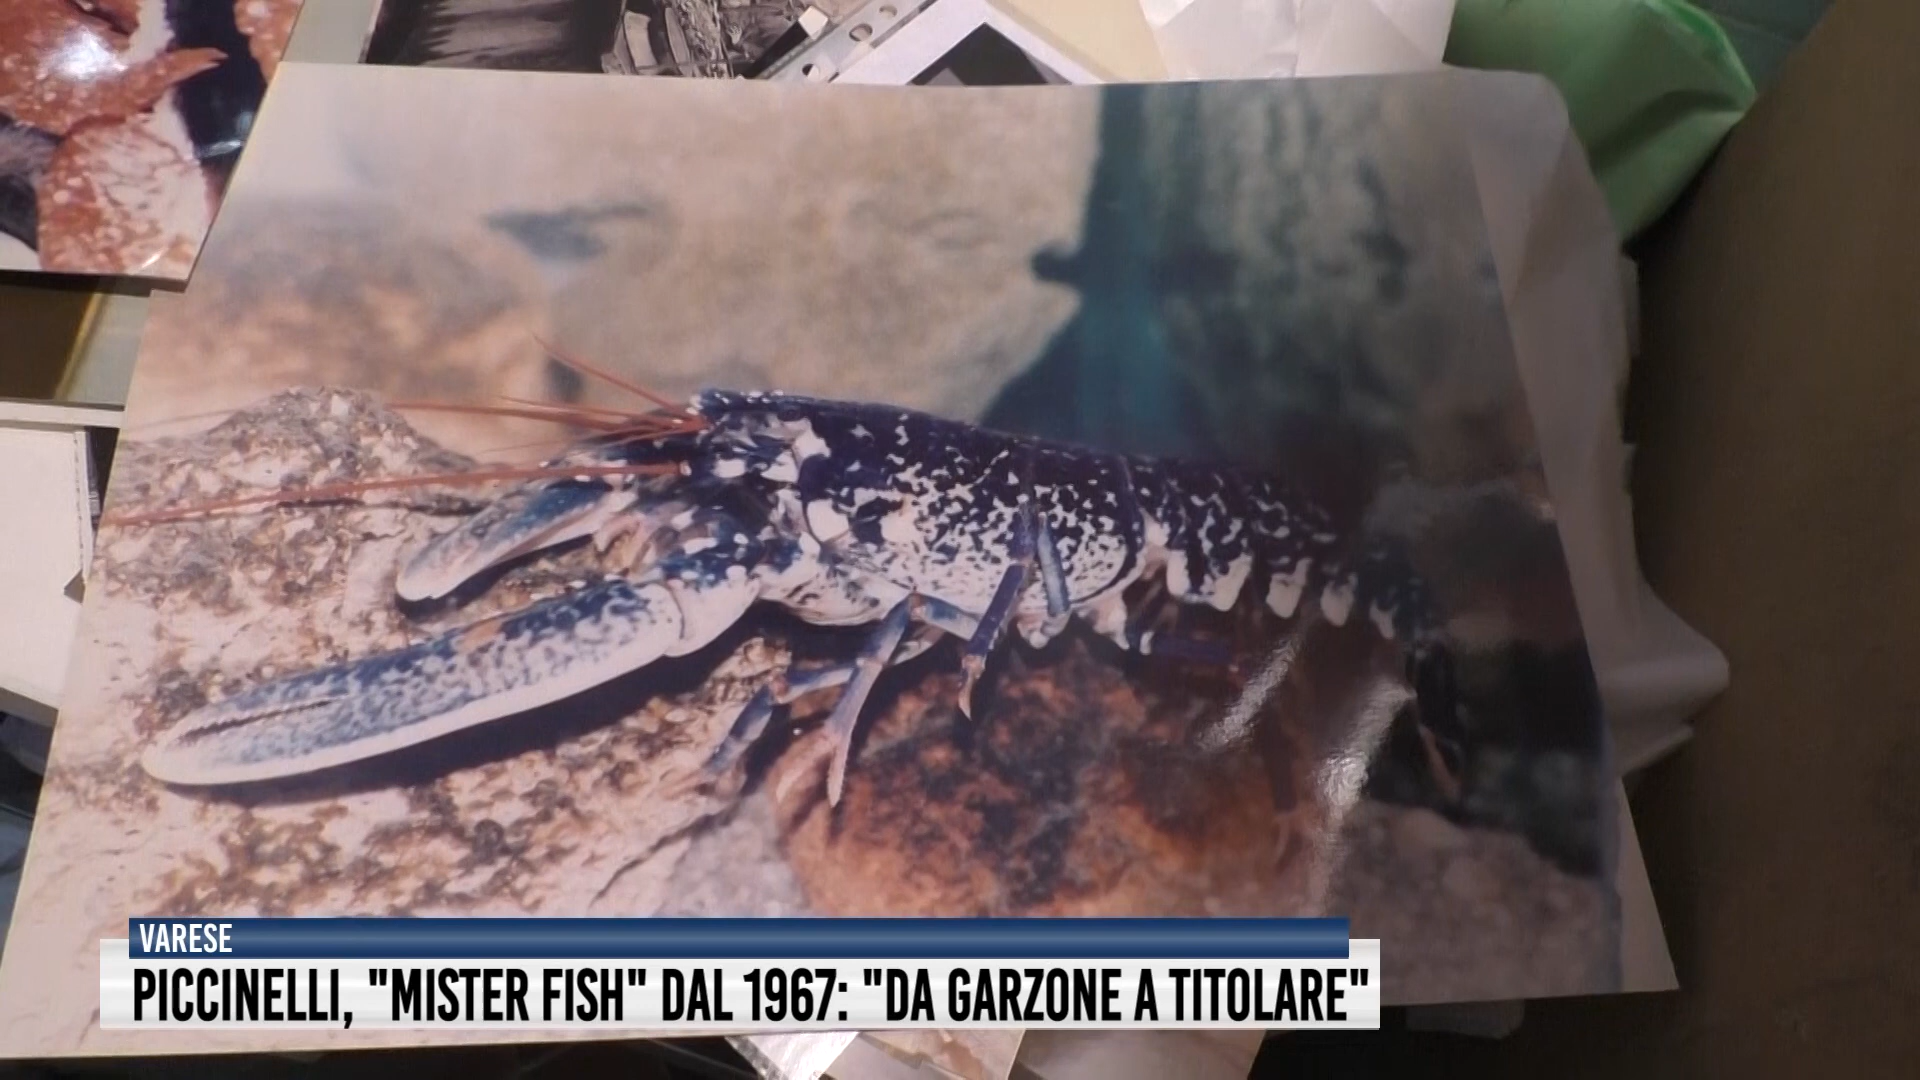 VARESE
PICCINELLI, "MISTER FISH" DAL 1967: "DA GARZONE A TITOLARE"